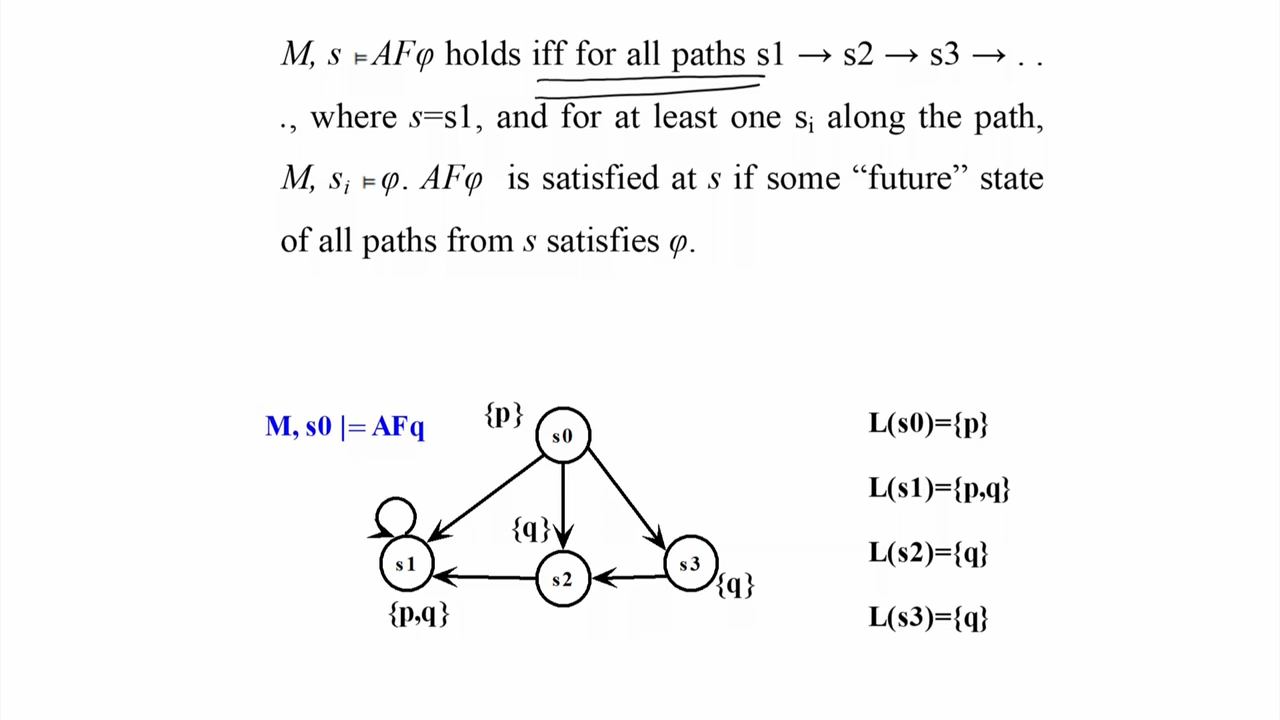 M, s ⊨ AFφ holds iff for all paths s1 → s2 → s3 → . .
., where s=s1, and for at least one si along the path,
M, si ⊨ φ. AFφ is satisfied at s if some “future” state
of all paths from s satisfies φ.
M, s0 |= AFq
{p}
s0
L(s0)={p}
L(s1)={p,q}
{q}
L(s2)={q}
s1
s2
s3
{q}
{p,q}
L(s3)={q}